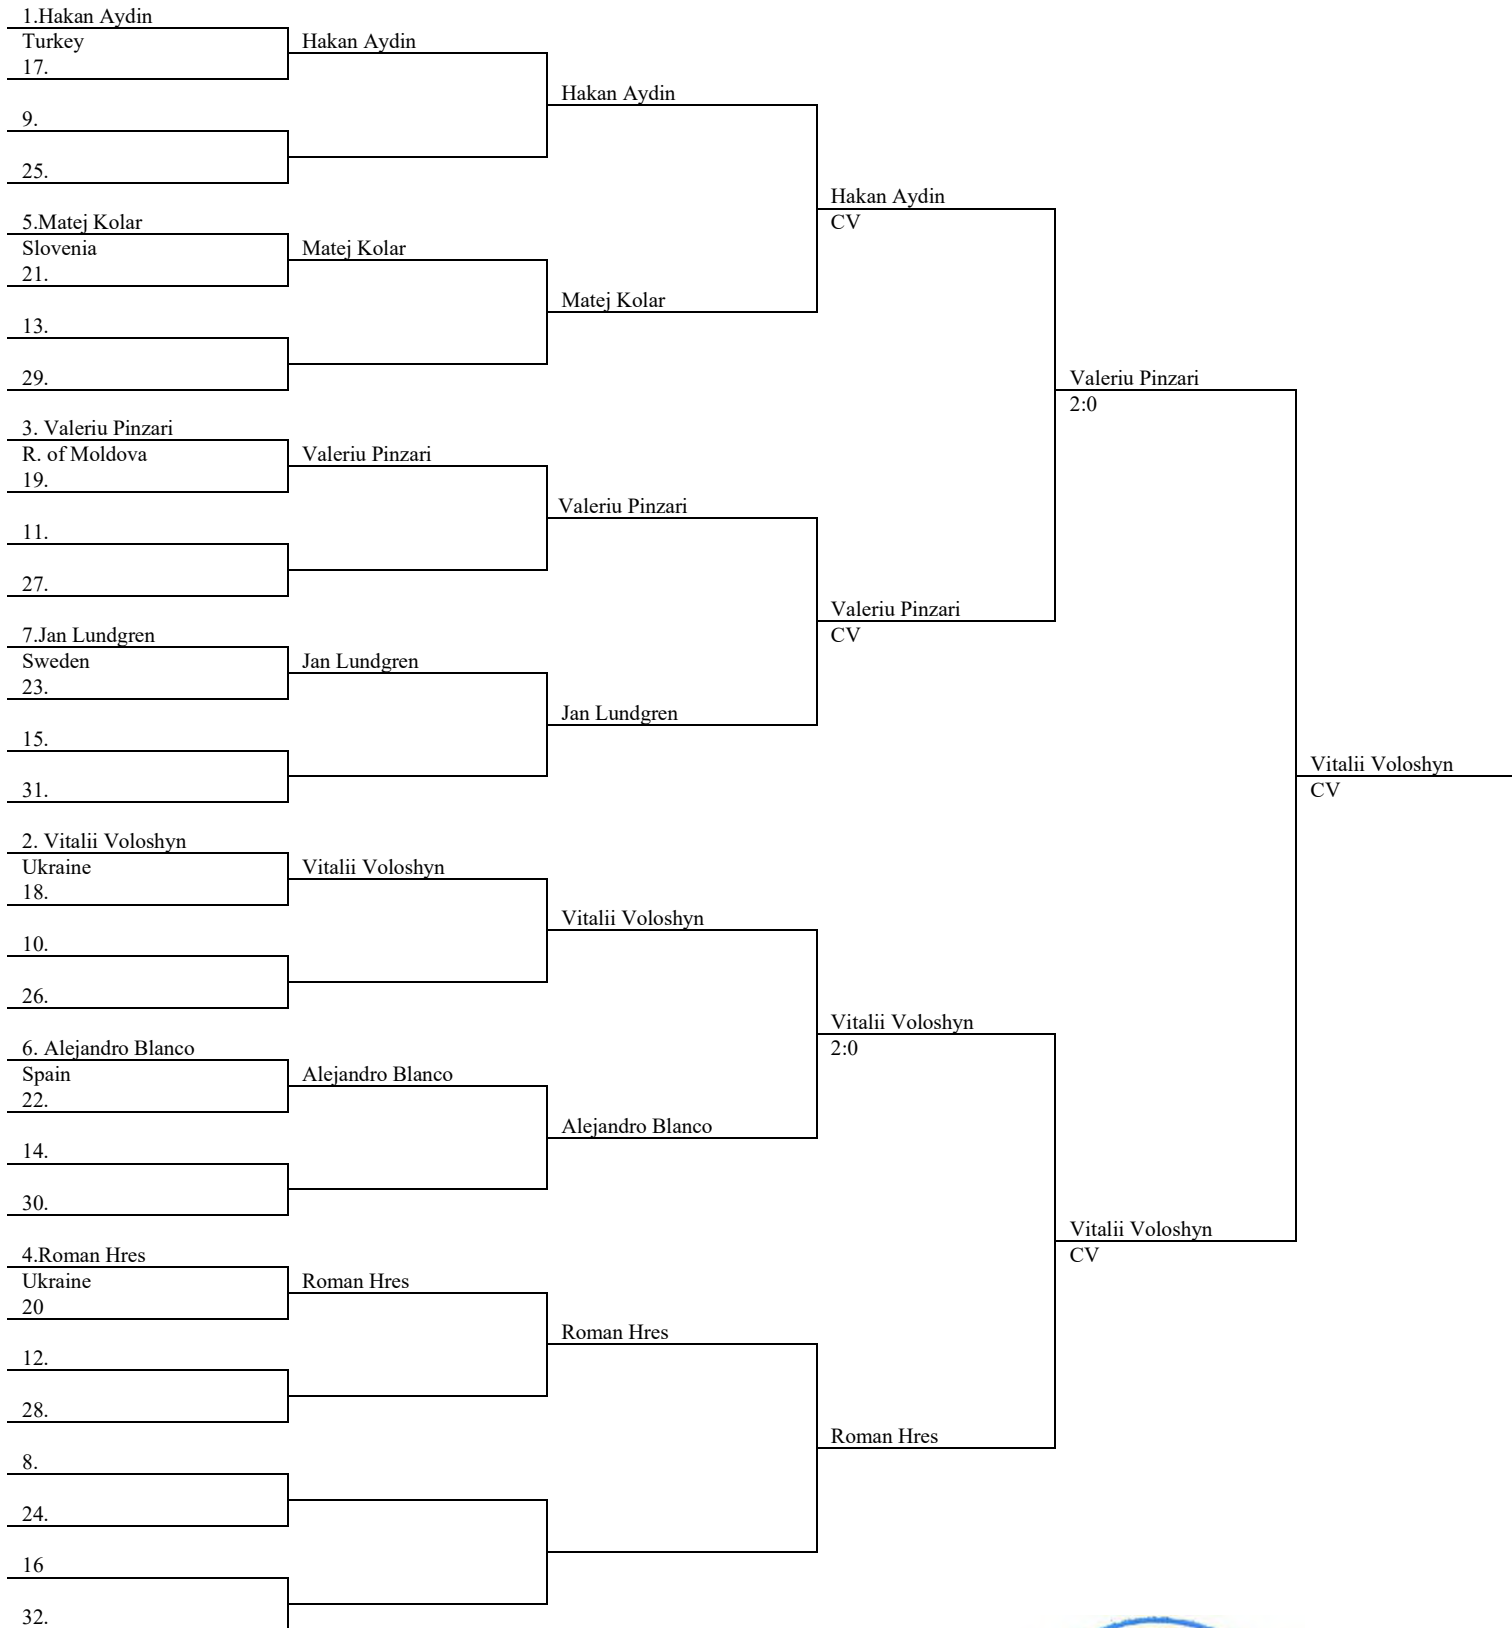 1.Hakan Aydin
Turkey
17.
9.
25.
5.Matej Kolar
Slovenia
21.
13.
29.
3. Valeriu Pinzari
R. of Moldova
19.
11.
27.
7.Jan Lundgren
Sweden
23.
15.
31.
2. Vitalii Voloshyn
Ukraine
18.
10.
26.
6. Alejandro Blanco
Spain
22.
14.
30.
4.Roman Hres
Ukraine
20
12.
28.
8.
24.
16
32.
Hakan Aydin
Matej Kolar
Valeriu Pinzari
Jan Lundgren
Vitalii Voloshyn
Alejandro Blanco
Roman Hres
Hakan Aydin
Matej Kolar
Valeriu Pinzari
Jan Lundgren
Vitalii Voloshyn
Alejandro Blanco
Roman Hres
Hakan Aydin
CV
Valeriu Pinzari
CV
Vitalii Voloshyn
2:0
Roman Hres
Valeriu Pinzari
2:0
Vitalii Voloshyn
CV
Vitalii Voloshyn
CV